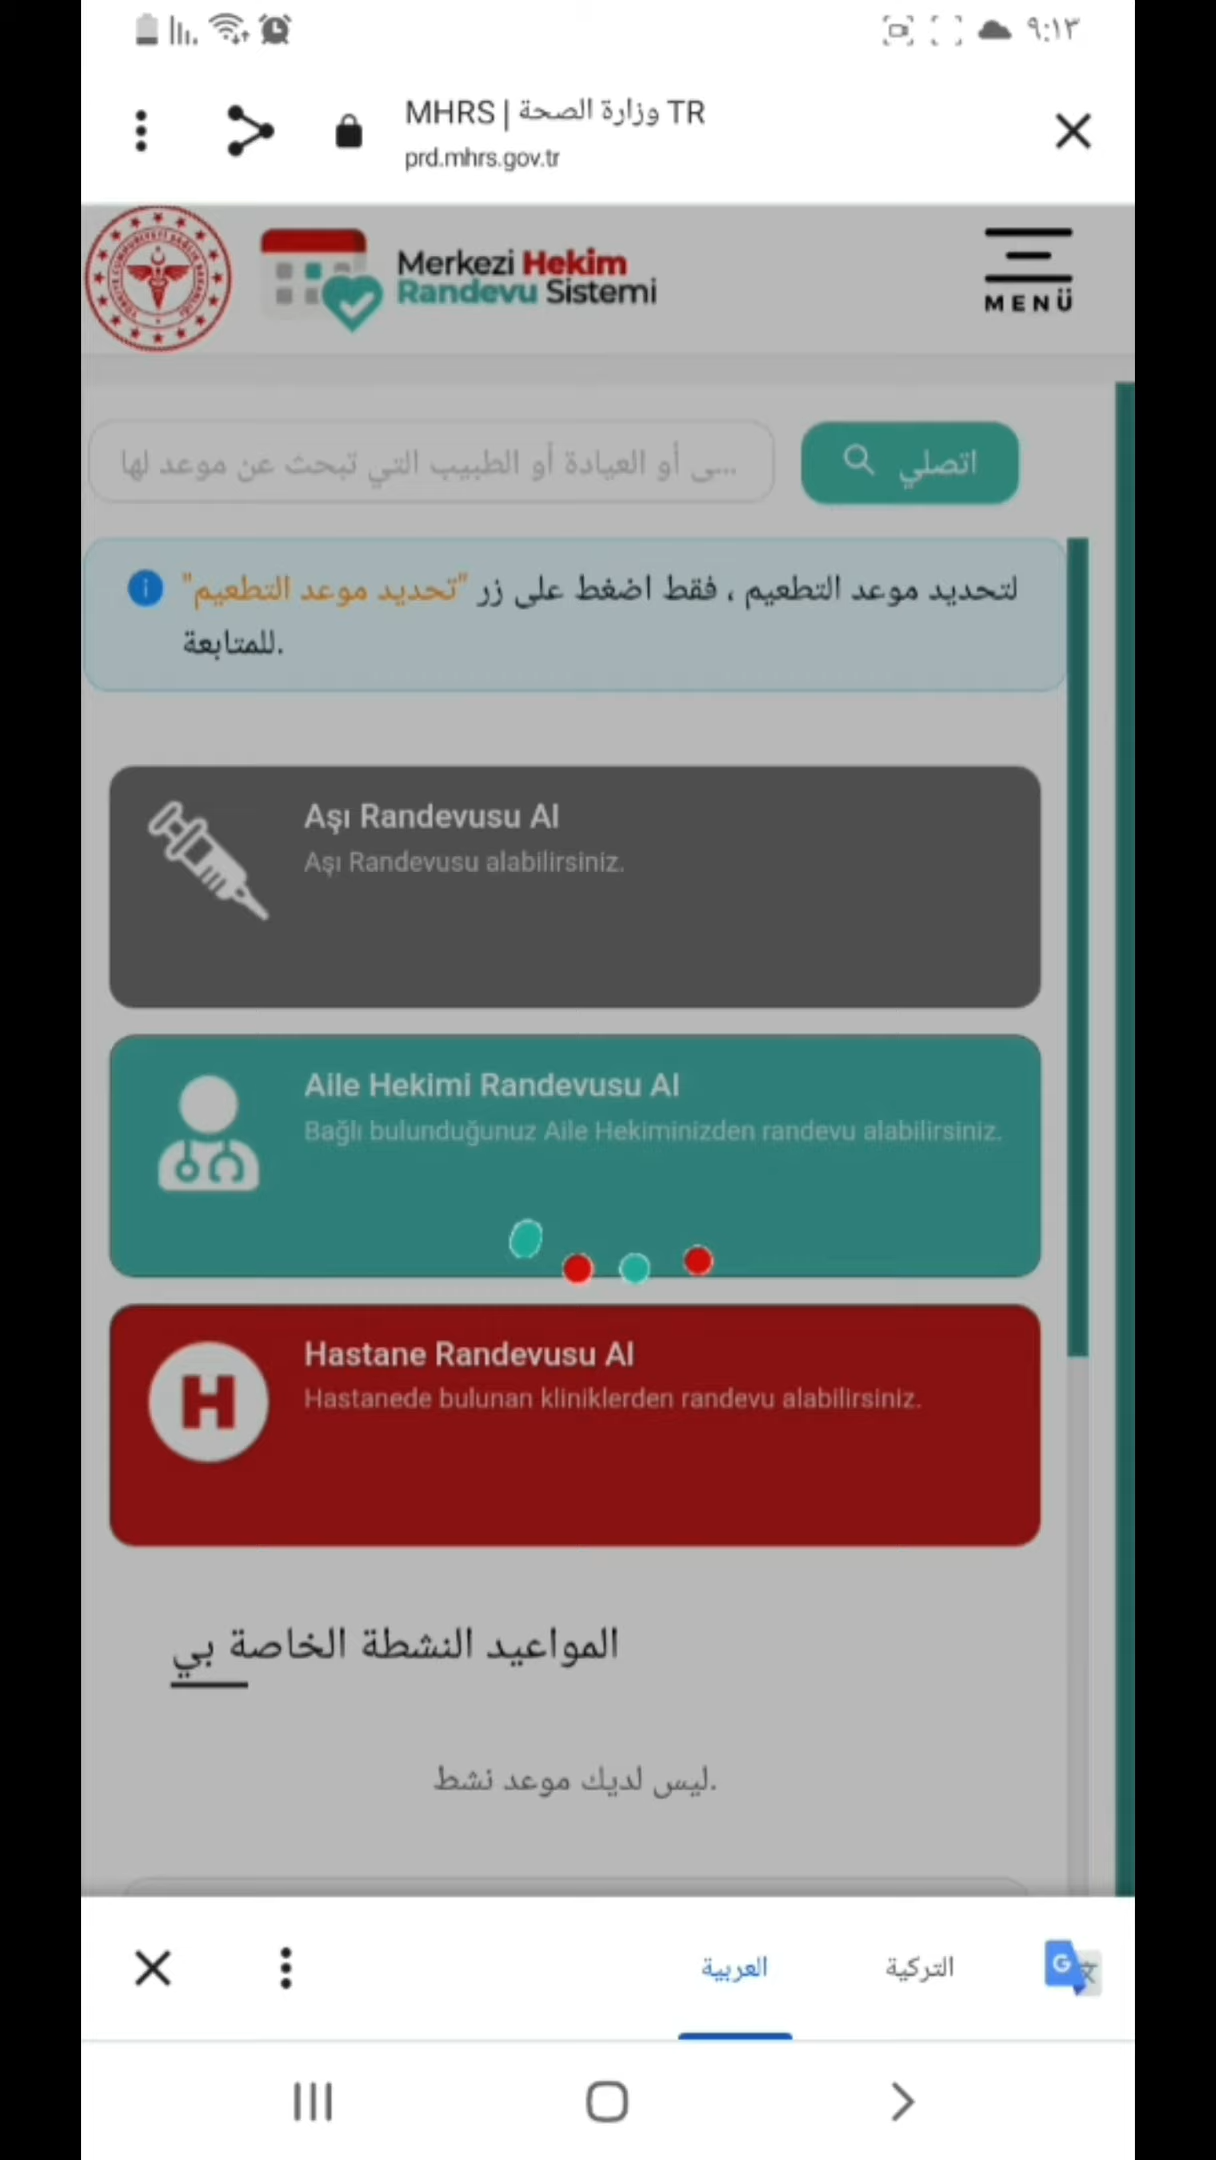 ٩:١٣
MHRS | وزارة الصحة TR
prd.mhrs.gov.tr
Merkezi Hekim
Randevu Sistemi
MENÜ
...ى أو العيادة أو الطبيب التي تبحث عن موعد لها
اتصلي
لتحديد موعد التطعيم ، فقط اضغط على زر "تحديد موعد التطعيم"
للمتابعة.
Aşı Randevusu Al
Aşı Randevusu alabilirsiniz.
Aile Hekimi Randevusu Al
Bağlı bulunduğunuz Aile Hekiminizden randevu alabilirsiniz.
H
Hastane Randevusu Al
Hastanede bulunan kliniklerden randevu alabilirsiniz.
المواعيد النشطة الخاصة بي
ليس لديك موعد نشط.
العربية
التركية
G